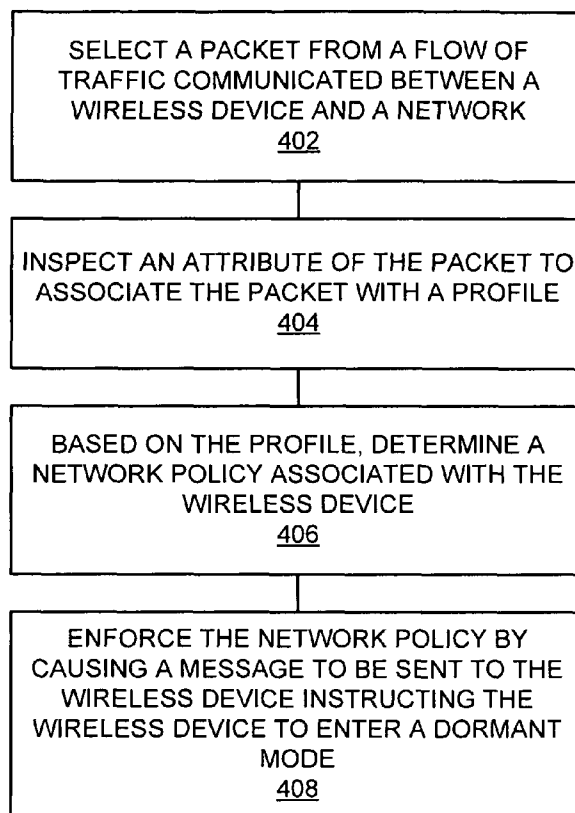 SELECT A PACKET FROM A FLOW OF
TRAFFIC COMMUNICATED BETWEEN A
WIRELESS DEVICE AND A NETWORK
402
INSPECT AN ATTRIBUTE OF THE PACKET TO
ASSOCIATE THE PACKET WITH A PROFILE
404
BASED ON THE PROFILE, DETERMINE A
NETWORK POLICY ASSOCIATED WITH THE
WIRELESS DEVICE
406
ENFORCE THE NETWORK POLICY BY
CAUSING A MESSAGE TO BE SENT TO THE
WIRELESS DEVICE INSTRUCTING THE
WIRELESS DEVICE TO ENTER A DORMANT
MODE
408